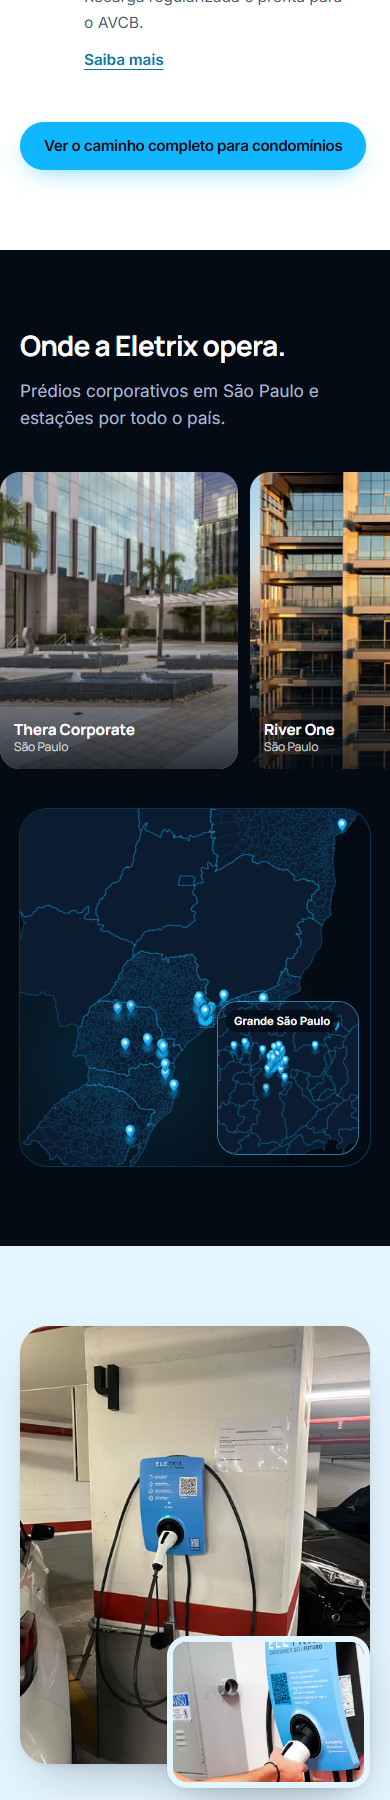 o AVCB.
Saiba mais
Ver o caminho completo para condomínios
Onde a Eletrix opera.
Prédios corporativos em São Paulo e
estações por todo o país.
Thera Corporate
São Paulo
River One
São Paulo
Grande São Paulo
ELETRIX